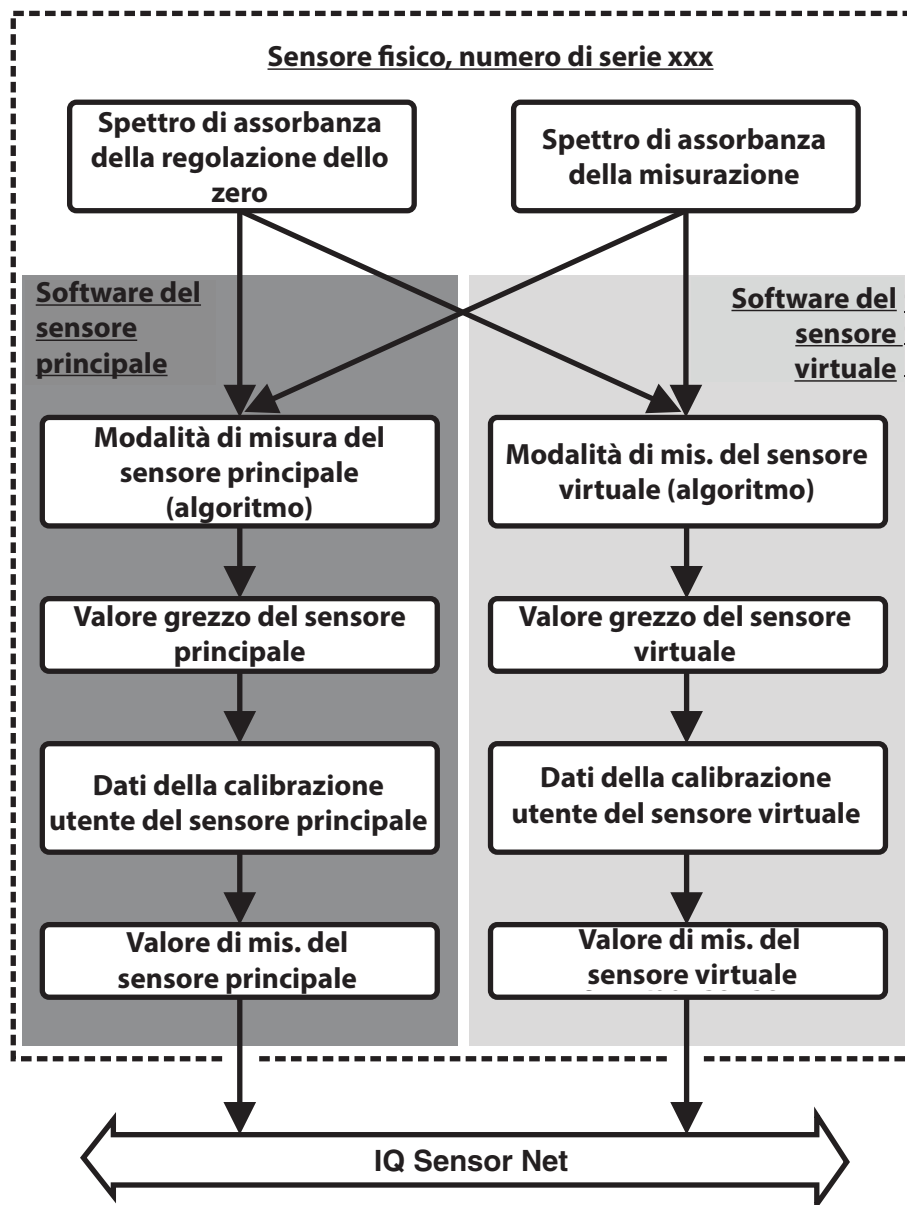 Sensore fisico, numero di serie xxx
Spettro di assorbanza
della regolazione dello
zero
Spettro di assorbanza
della misurazione
Software del
sensore
principale
Software del
sensore
virtuale
Modalità di misura del
sensore principale
(algoritmo)
Modalità di mis. del sensore
virtuale (algoritmo)
Valore grezzo del sensore
principale
Valore grezzo del sensore
virtuale
Dati della calibrazione
utente del sensore principale
Dati della calibrazione
utente del sensore virtuale
Valore di mis. del
sensore principale
Valore di mis. del
sensore virtuale
IQ Sensor Net